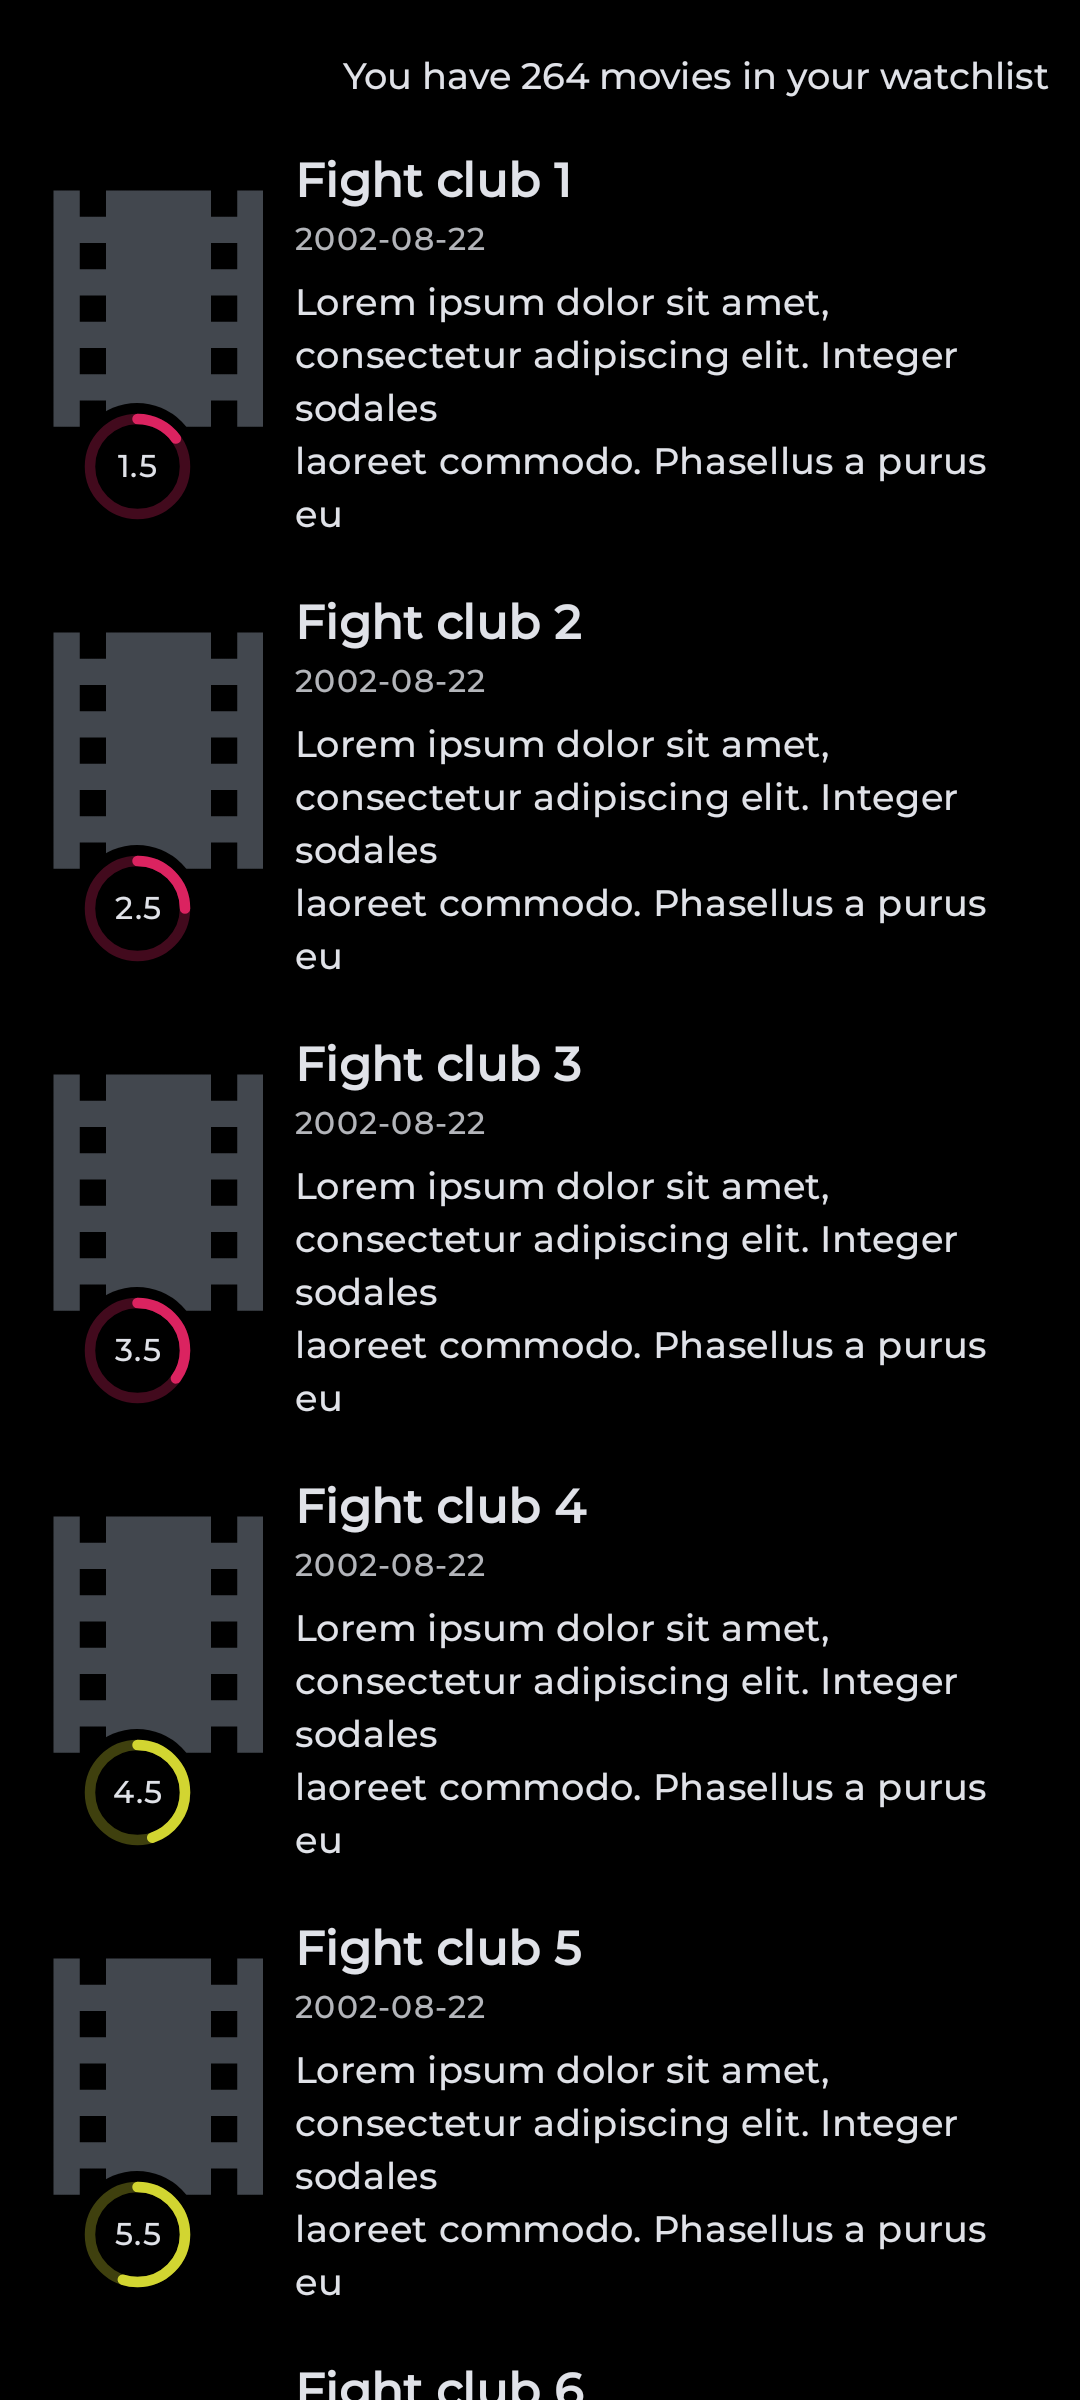 You have 264 movies in your watchlist
Fight club 1
2002-08-22
Lorem ipsum dolor sit amet,
consectetur adipiscing elit. Integer
sodales
laoreet commodo. Phasellus a purus
eu
1.5
Fight club 2
2002-08-22
Lorem ipsum dolor sit amet,
consectetur adipiscing elit. Integer
sodales
laoreet commodo. Phasellus a purus
eu
2.5
Fight club 3
2002-08-22
Lorem ipsum dolor sit amet,
consectetur adipiscing elit. Integer
sodales
laoreet commodo. Phasellus a purus
eu
3.5
Fight club 4
2002-08-22
Lorem ipsum dolor sit amet,
consectetur adipiscing elit. Integer
sodales
laoreet commodo. Phasellus a purus
eu
4.5
Fight club 5
2002-08-22
Lorem ipsum dolor sit amet,
consectetur adipiscing elit. Integer
sodales
laoreet commodo. Phasellus a purus
eu
5.5
Fight club 6